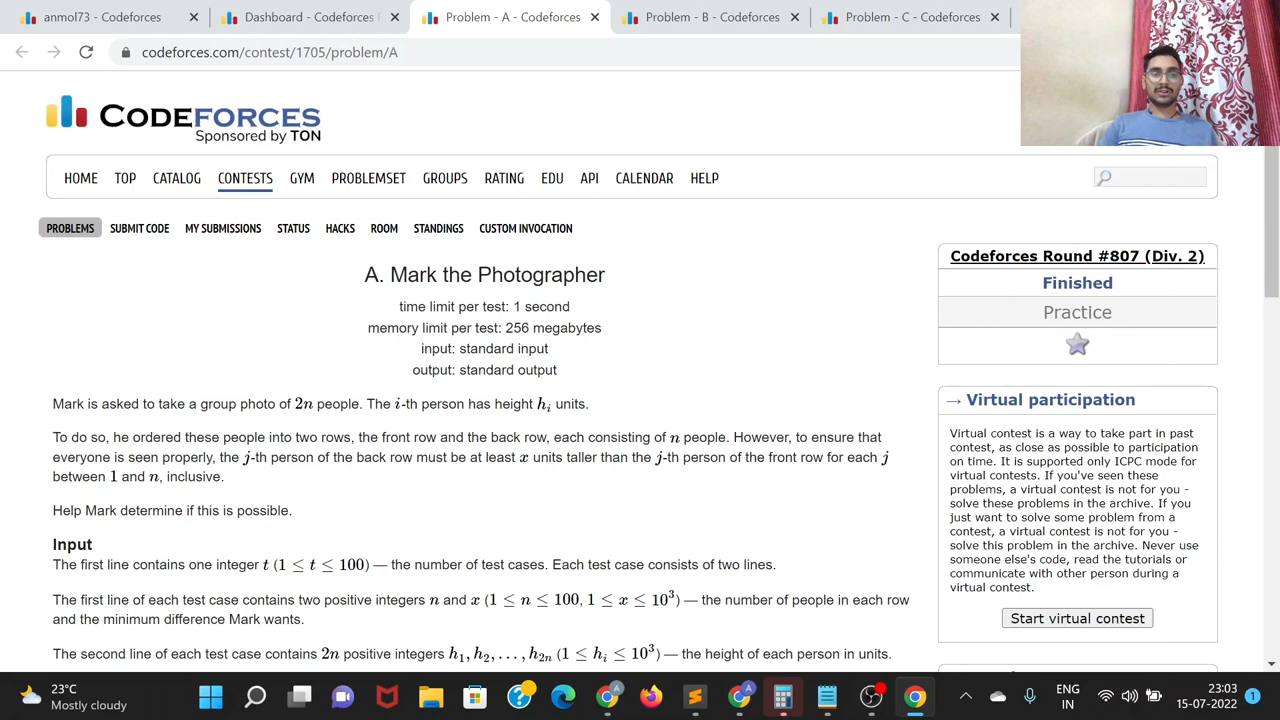 anmol73 - Codeforces
Dashboard - Codeforces R
Problem - A - Codeforces
Problem - B - Codeforces
Problem - C - Codeforces
codeforces.com/contest/1705/problem/A
CODEFORCES
Sponsored by TON
HOME TOP CATALOG CONTESTS GYM PROBLEMSET GROUPS RATING EDU API CALENDAR HELP
PROBLEMS SUBMIT CODE MY SUBMISSIONS STATUS HACKS ROOM STANDINGS CUSTOM INVOCATION
A. Mark the Photographer
time limit per test: 1 second
memory limit per test: 256 megabytes
input: standard input
output: standard output
Mark is asked to take a group photo of 2n people. The i-th person has height h_i units.
To do so, he ordered these people into two rows, the front row and the back row, each consisting of n people. However, to ensure that
everyone is seen properly, the j-th person of the back row must be at least x units taller than the j-th person of the front row for each j
between 1 and n, inclusive.
Help Mark determine if this is possible.
Input
The first line contains one integer t (1 ≤ t ≤ 100) — the number of test cases. Each test case consists of two lines.
The first line of each test case contains two positive integers n and x (1 ≤ n ≤ 100, 1 ≤ x ≤ 10³) — the number of people in each row
and the minimum difference Mark wants.
The second line of each test case contains 2n positive integers h₁, h₂, …, h₂ₙ (1 ≤ h_i ≤ 10³) — the height of each person in units.
Codeforces Round #807 (Div. 2)
Finished
Practice
→ Virtual participation
Virtual contest is a way to take part in past
contest, as close as possible to participation
on time. It is supported only ICPC mode for
virtual contests. If you've seen these
problems, a virtual contest is not for you -
solve these problems in the archive. If you
just want to solve some problem from a
contest, a virtual contest is not for you -
solve this problem in the archive. Never use
someone else's code, read the tutorials or
communicate with other person during a
virtual contest.
Start virtual contest
23°C
Mostly cloudy
ENG
IN
23:03
15-07-2022
1